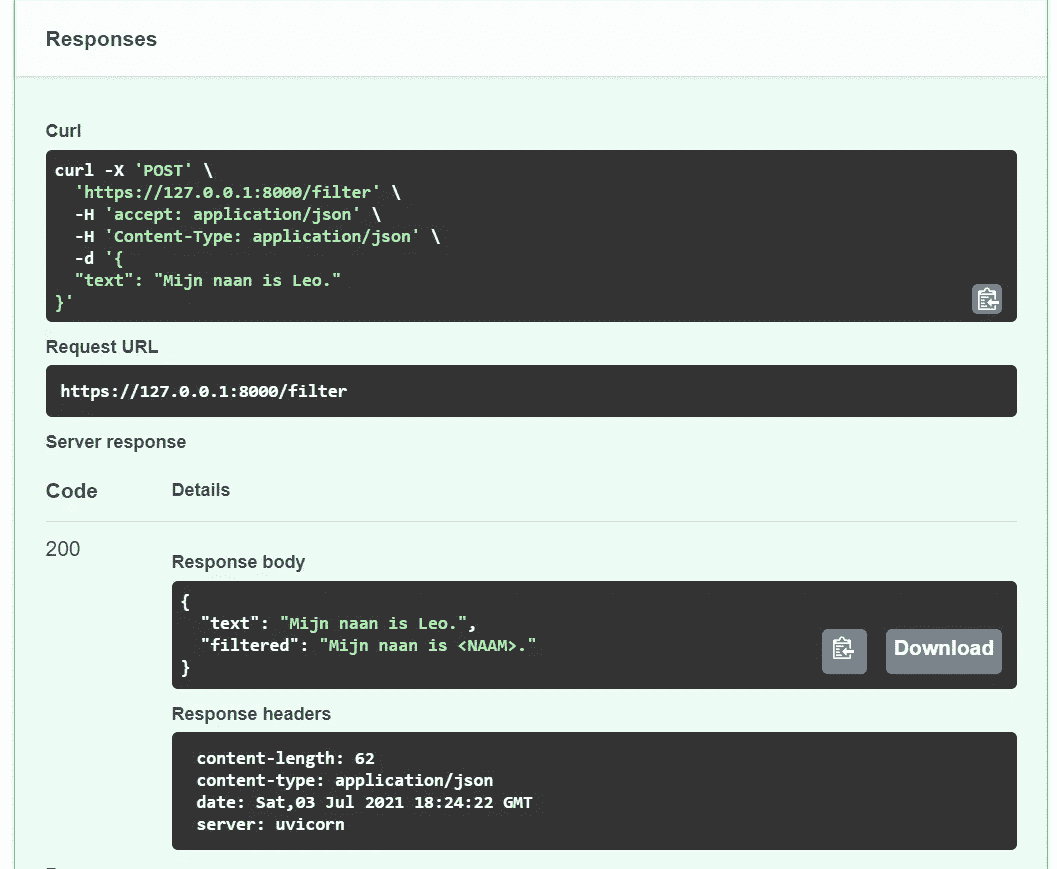 Responses
Curl
curl -X 'POST' \
'https://127.0.0.1:8000/filter' \
-H 'accept: application/json' \
-H 'Content-Type: application/json' \
-d '{
"text": "Mijn naan is Leo."
}'
Request URL
https://127.0.0.1:8000/filter
Server response
Code Details
200
Response body
{
"text": "Mijn naan is Leo.",
"filtered": "Mijn naan is <NAAM>."
}
Download
Response headers
content-length: 62
content-type: application/json
date: Sat,03 Jul 2021 18:24:22 GMT
server: uvicorn